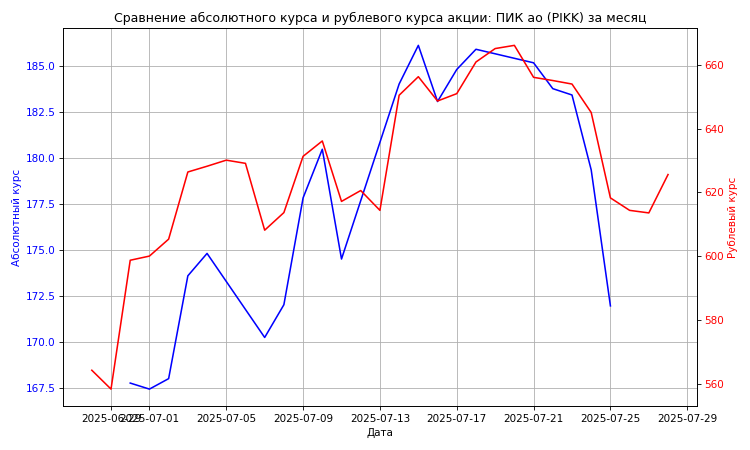 Сравнение абсолютного курса и рублевого курса акции: ПИК ао (PIKK) за месяц
Абсолютный курс
185.0
182.5
180.0
177.5
175.0
172.5
170.0
167.5
660
640
620
600
580
560
Рублевый курс
2025-06-29 2025-07-01 2025-07-05 2025-07-09 2025-07-13 2025-07-17 2025-07-21 2025-07-25 2025-07-29
Дата